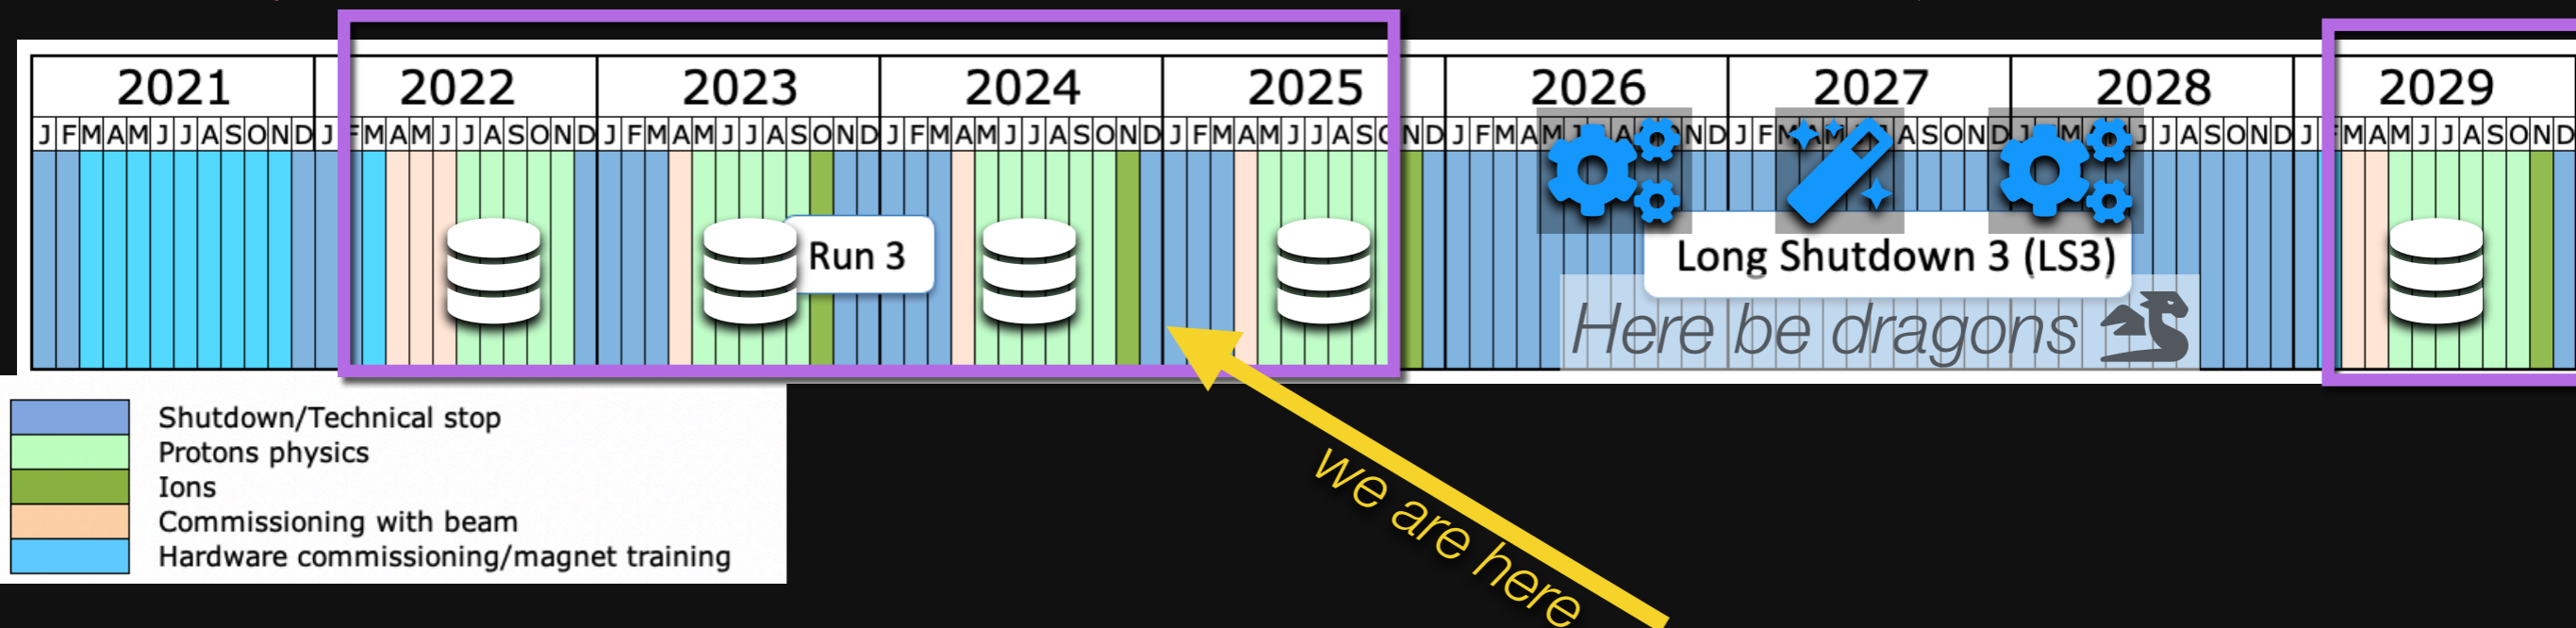 2021 2022 2023 2024 2025 2026 2027 2028 2029
J F M A M J J A S O N D J F M A M J J A S O N D J F M A M J J A S O N D J F M A M J J A S O N D J F M A M J J A S O N D J F M A M J A N D J F M A M A S O N D J M J J A S O N D J F M A M J J A S O N D
Run 3
Long Shutdown 3 (LS3)
Here be dragons
Shutdown/Technical stop
Protons physics
Ions
Commissioning with beam
Hardware commissioning/magnet training
we are here